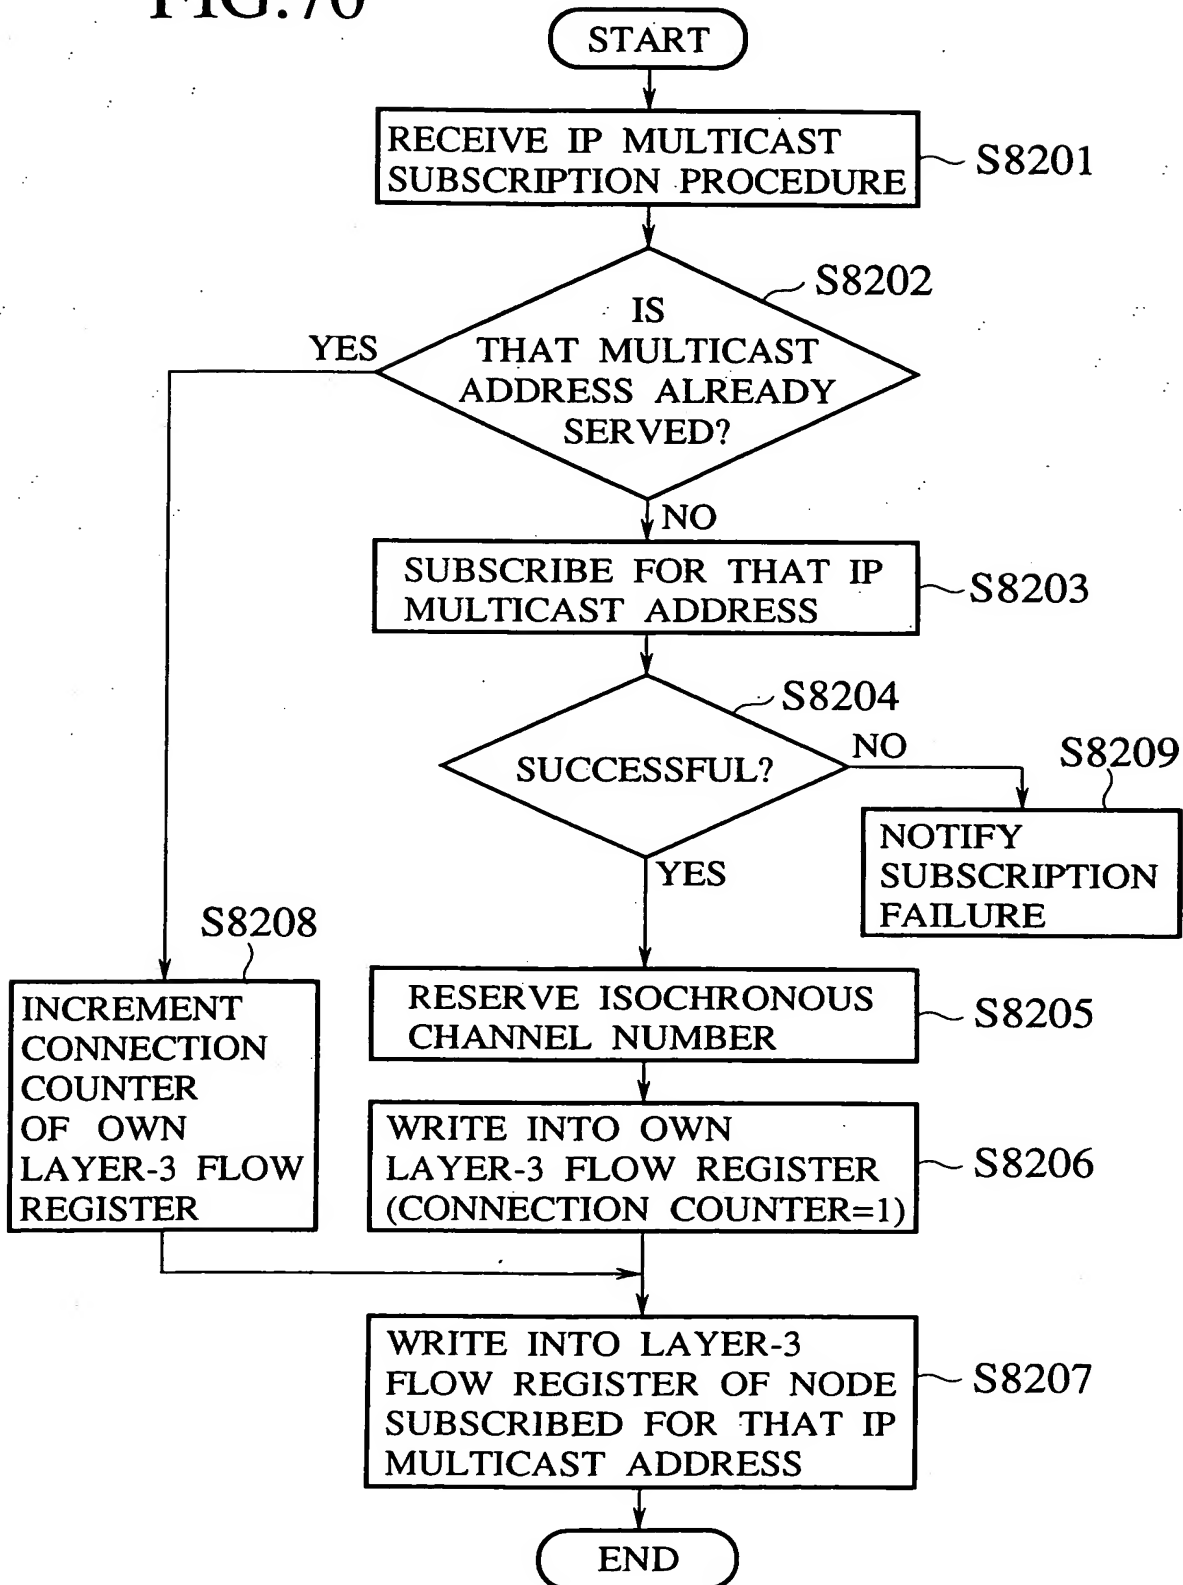 FIG.70
START
RECEIVE IP MULTICAST
SUBSCRIPTION PROCEDURE
S8201
S8202
IS
THAT MULTICAST
ADDRESS ALREADY
SERVED?
YES
NO
SUBSCRIBE FOR THAT IP
MULTICAST ADDRESS
S8203
S8204
SUCCESSFUL?
NO
S8209
NOTIFY
SUBSCRIPTION
FAILURE
YES
S8208
INCREMENT
CONNECTION
COUNTER
OF OWN
LAYER-3 FLOW
REGISTER
RESERVE ISOCHRONOUS
CHANNEL NUMBER
S8205
WRITE INTO OWN
LAYER-3 FLOW REGISTER
(CONNECTION COUNTER=1)
S8206
WRITE INTO LAYER-3
FLOW REGISTER OF NODE
SUBSCRIBED FOR THAT IP
MULTICAST ADDRESS
S8207
END